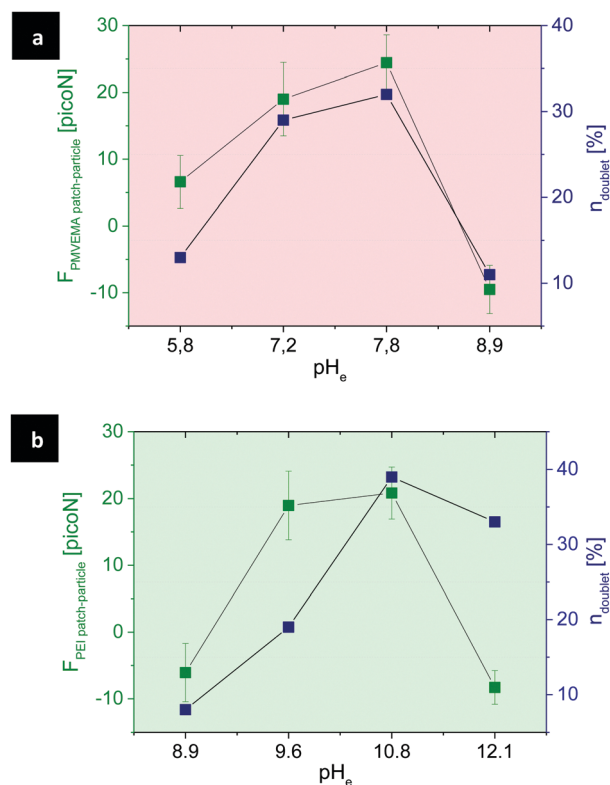 a
30
20
10
0
-10
F_PMVEMA patch-particle [picoN]
40
30
20
10
n_doublet [%]
5,8 7,2 7,8 8,9
pH_e
b
30
20
10
0
-10
F_PEI patch-particle [picoN]
40
30
20
10
n_doublet [%]
8.9 9.6 10.8 12.1
pH_e